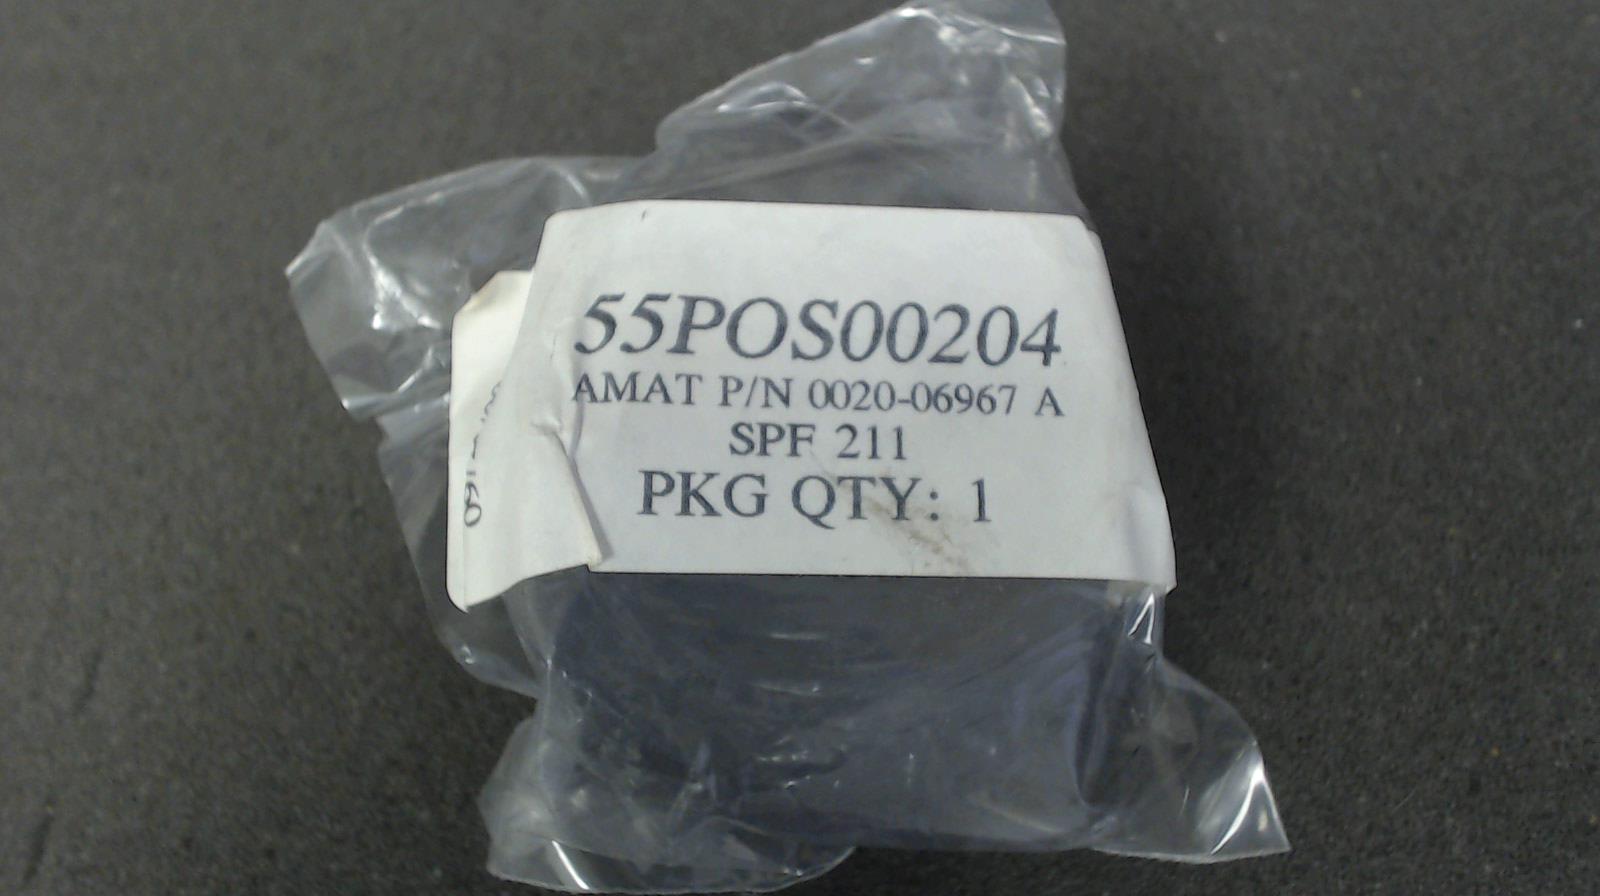 55POS00204
AMAT P/N 0020-06967 A
SPF 211
PKG QTY: 1